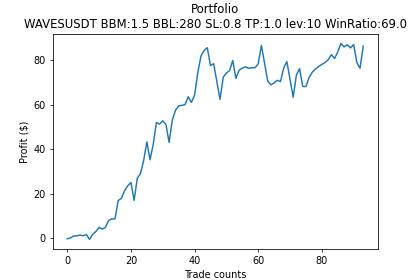 Portfolio
WAVESUSDT BBM:1.5 BBL:280 SL:0.8 TP:1.0 lev:10 WinRatio:69.0
Profit ($)
80
60
40
20
0
0 20 40 60 80
Trade counts